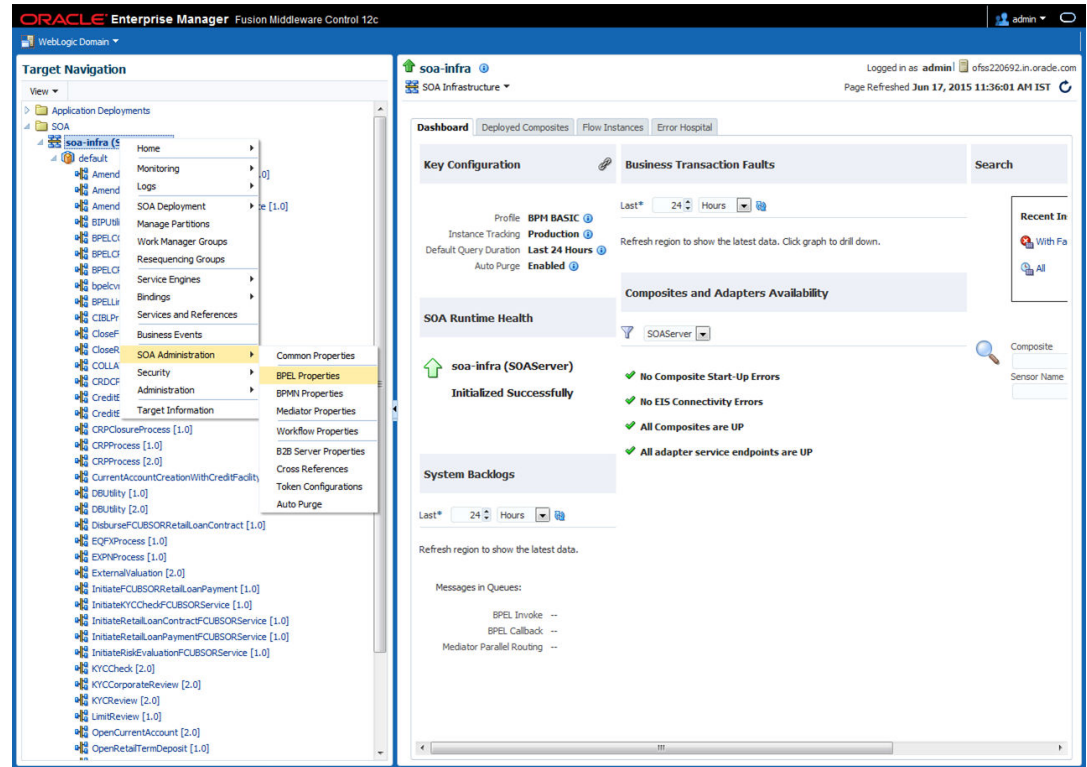 ORACLE Enterprise Manager Fusion Middleware Control 12c
admin
WebLogic Domain
Target Navigation
View
Application Deployments
SOA
soa-infra (S
default
Amend
.0]
Amend
Amend
ce [1.0]
BIPUtili
BPELCO
BPELCF
BPELCF
bpelcvr
BPELLir
CIBLPr
CloseF
CloseR
COLLA
CRDCF
CreditE
CreditE
CRPClosureProcess [1.0]
CRPProcess [1.0]
CRPProcess [2.0]
CurrentAccountCreationWithCreditFacility
DBUtility [1.0]
DBUtility [2.0]
DisburseFCUBSORRetailLoanContract [1.0]
EQFXProcess [1.0]
EXPNProcess [1.0]
ExternalValuation [2.0]
InitiateFCUBSORRetailLoanPayment [1.0]
InitiateKYCCheckFCUBSORService [1.0]
InitiateRetailLoanContractFCUBSORService [1.0]
InitiateRetailLoanPaymentFCUBSORService [1.0]
InitiateRiskEvaluationFCUBSORService [1.0]
KYCCheck [2.0]
KYCCorporateReview [2.0]
KYCReview [2.0]
LimitReview [1.0]
OpenCurrentAccount [2.0]
OpenRetailTermDeposit [1.0]
Home
Monitoring
Logs
SOA Deployment
Manage Partitions
Work Manager Groups
Resequencing Groups
Service Engines
Bindings
Services and References
Business Events
SOA Administration
Security
Administration
Target Information
Common Properties
BPEL Properties
BPMN Properties
Mediator Properties
Workflow Properties
B2B Server Properties
Cross References
Token Configurations
Auto Purge
soa-infra
Logged in as admin
ofss220692.in.oracle.com
SOA Infrastructure
Page Refreshed Jun 17, 2015 11:36:01 AM IST
Dashboard
Deployed Composites
Flow Instances
Error Hospital
Key Configuration
Profile BPM BASIC
Instance Tracking Production
Default Query Duration Last 24 Hours
Auto Purge Enabled
SOA Runtime Health
soa-infra (SOAServer)
Initialized Successfully
System Backlogs
Last* 24 Hours
Refresh region to show the latest data.
Messages in Queues:
BPEL Invoke --
BPEL Callback --
Mediator Parallel Routing --
Business Transaction Faults
Last* 24 Hours
Refresh region to show the latest data. Click graph to drill down.
Composites and Adapters Availability
SOAServer
No Composite Start-Up Errors
No EIS Connectivity Errors
All Composites are UP
All adapter service endpoints are UP
Search
Recent In
With Fa
All
Composite
Sensor Name